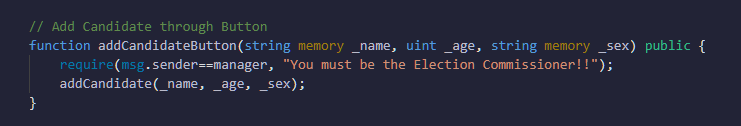 // Add Candidate through Button
function addCandidateButton(string memory _name, uint _age, string memory _sex) public {
    require(msg.sender==manager, "You must be the Election Commissioner!!");
    addCandidate(_name, _age, _sex);
}